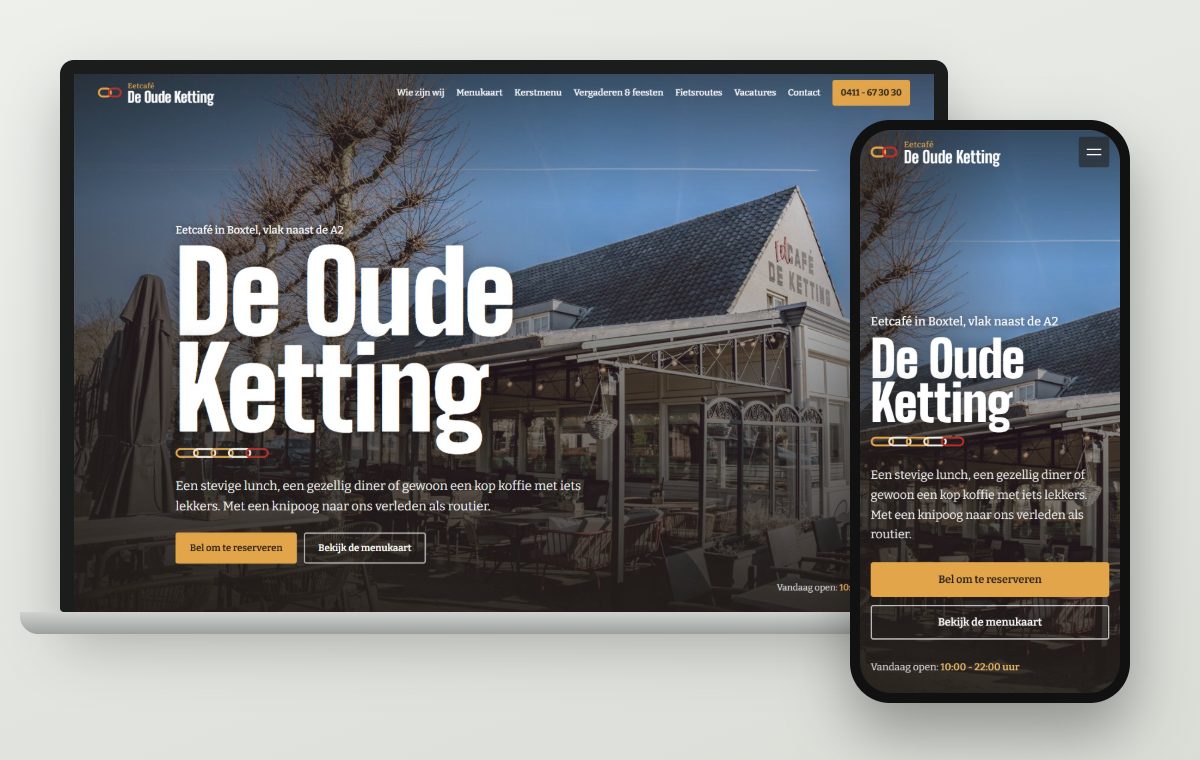 Eetcafé
De Oude Ketting
Wie zijn wij Menukaart Kerstmenu Vergaderen & feesten Fietsroutes Vacatures Contact 0411 - 67 30 30
Eetcafé in Boxtel, vlak naast de A2
De Oude
Ketting
Een stevige lunch, een gezellig diner of gewoon een kop koffie met iets
lekkers. Met een knipoog naar ons verleden als routier.
Bel om te reserveren Bekijk de menukaart
Vandaag open: 10:
CAFÉ
DE KETTING
Eetcafé
De Oude Ketting
Eetcafé in Boxtel, vlak naast de A2
De Oude
Ketting
Een stevige lunch, een gezellig diner of
gewoon een kop koffie met iets lekkers.
Met een knipoog naar ons verleden als
routier.
Bel om te reserveren
Bekijk de menukaart
Vandaag open: 10:00 - 22:00 uur